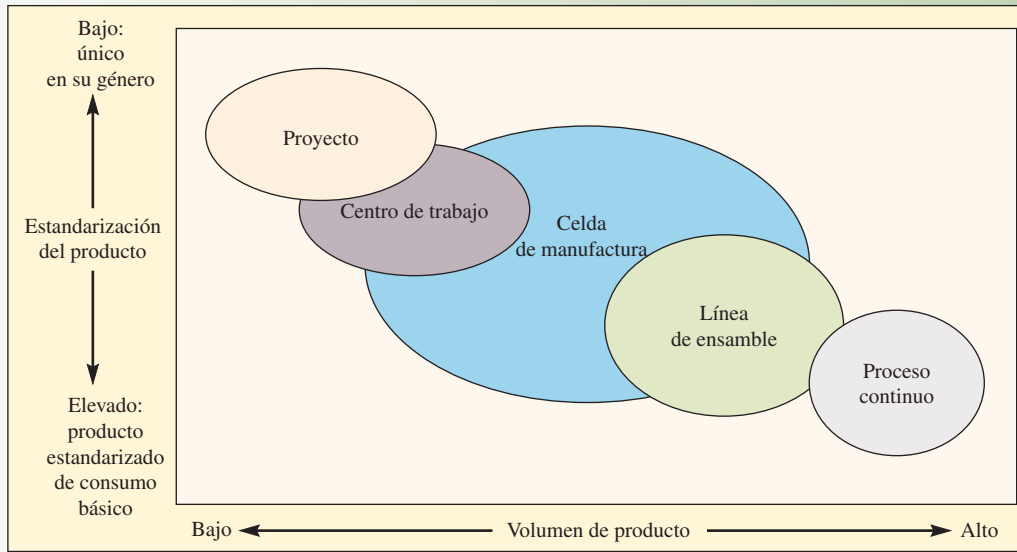 Bajo:
único
en su género
Estandarización
del producto
Elevado:
producto
estandarizado
de consumo
básico
Proyecto
Centro de trabajo
Celda
de manufactura
Línea
de ensamble
Proceso
continuo
Bajo
Volumen de producto
Alto